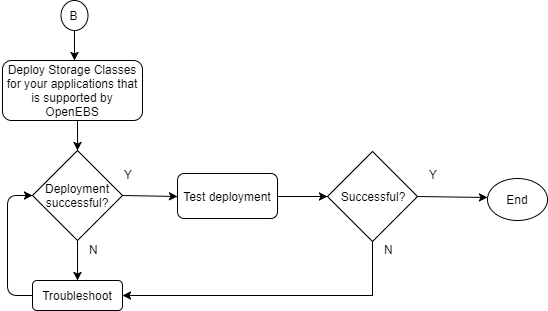 B
Deploy Storage Classes
for your applications that
is supported by
OpenEBS
Deployment
successful?
Y
Test deployment
Successful?
Y
End
N
N
Troubleshoot